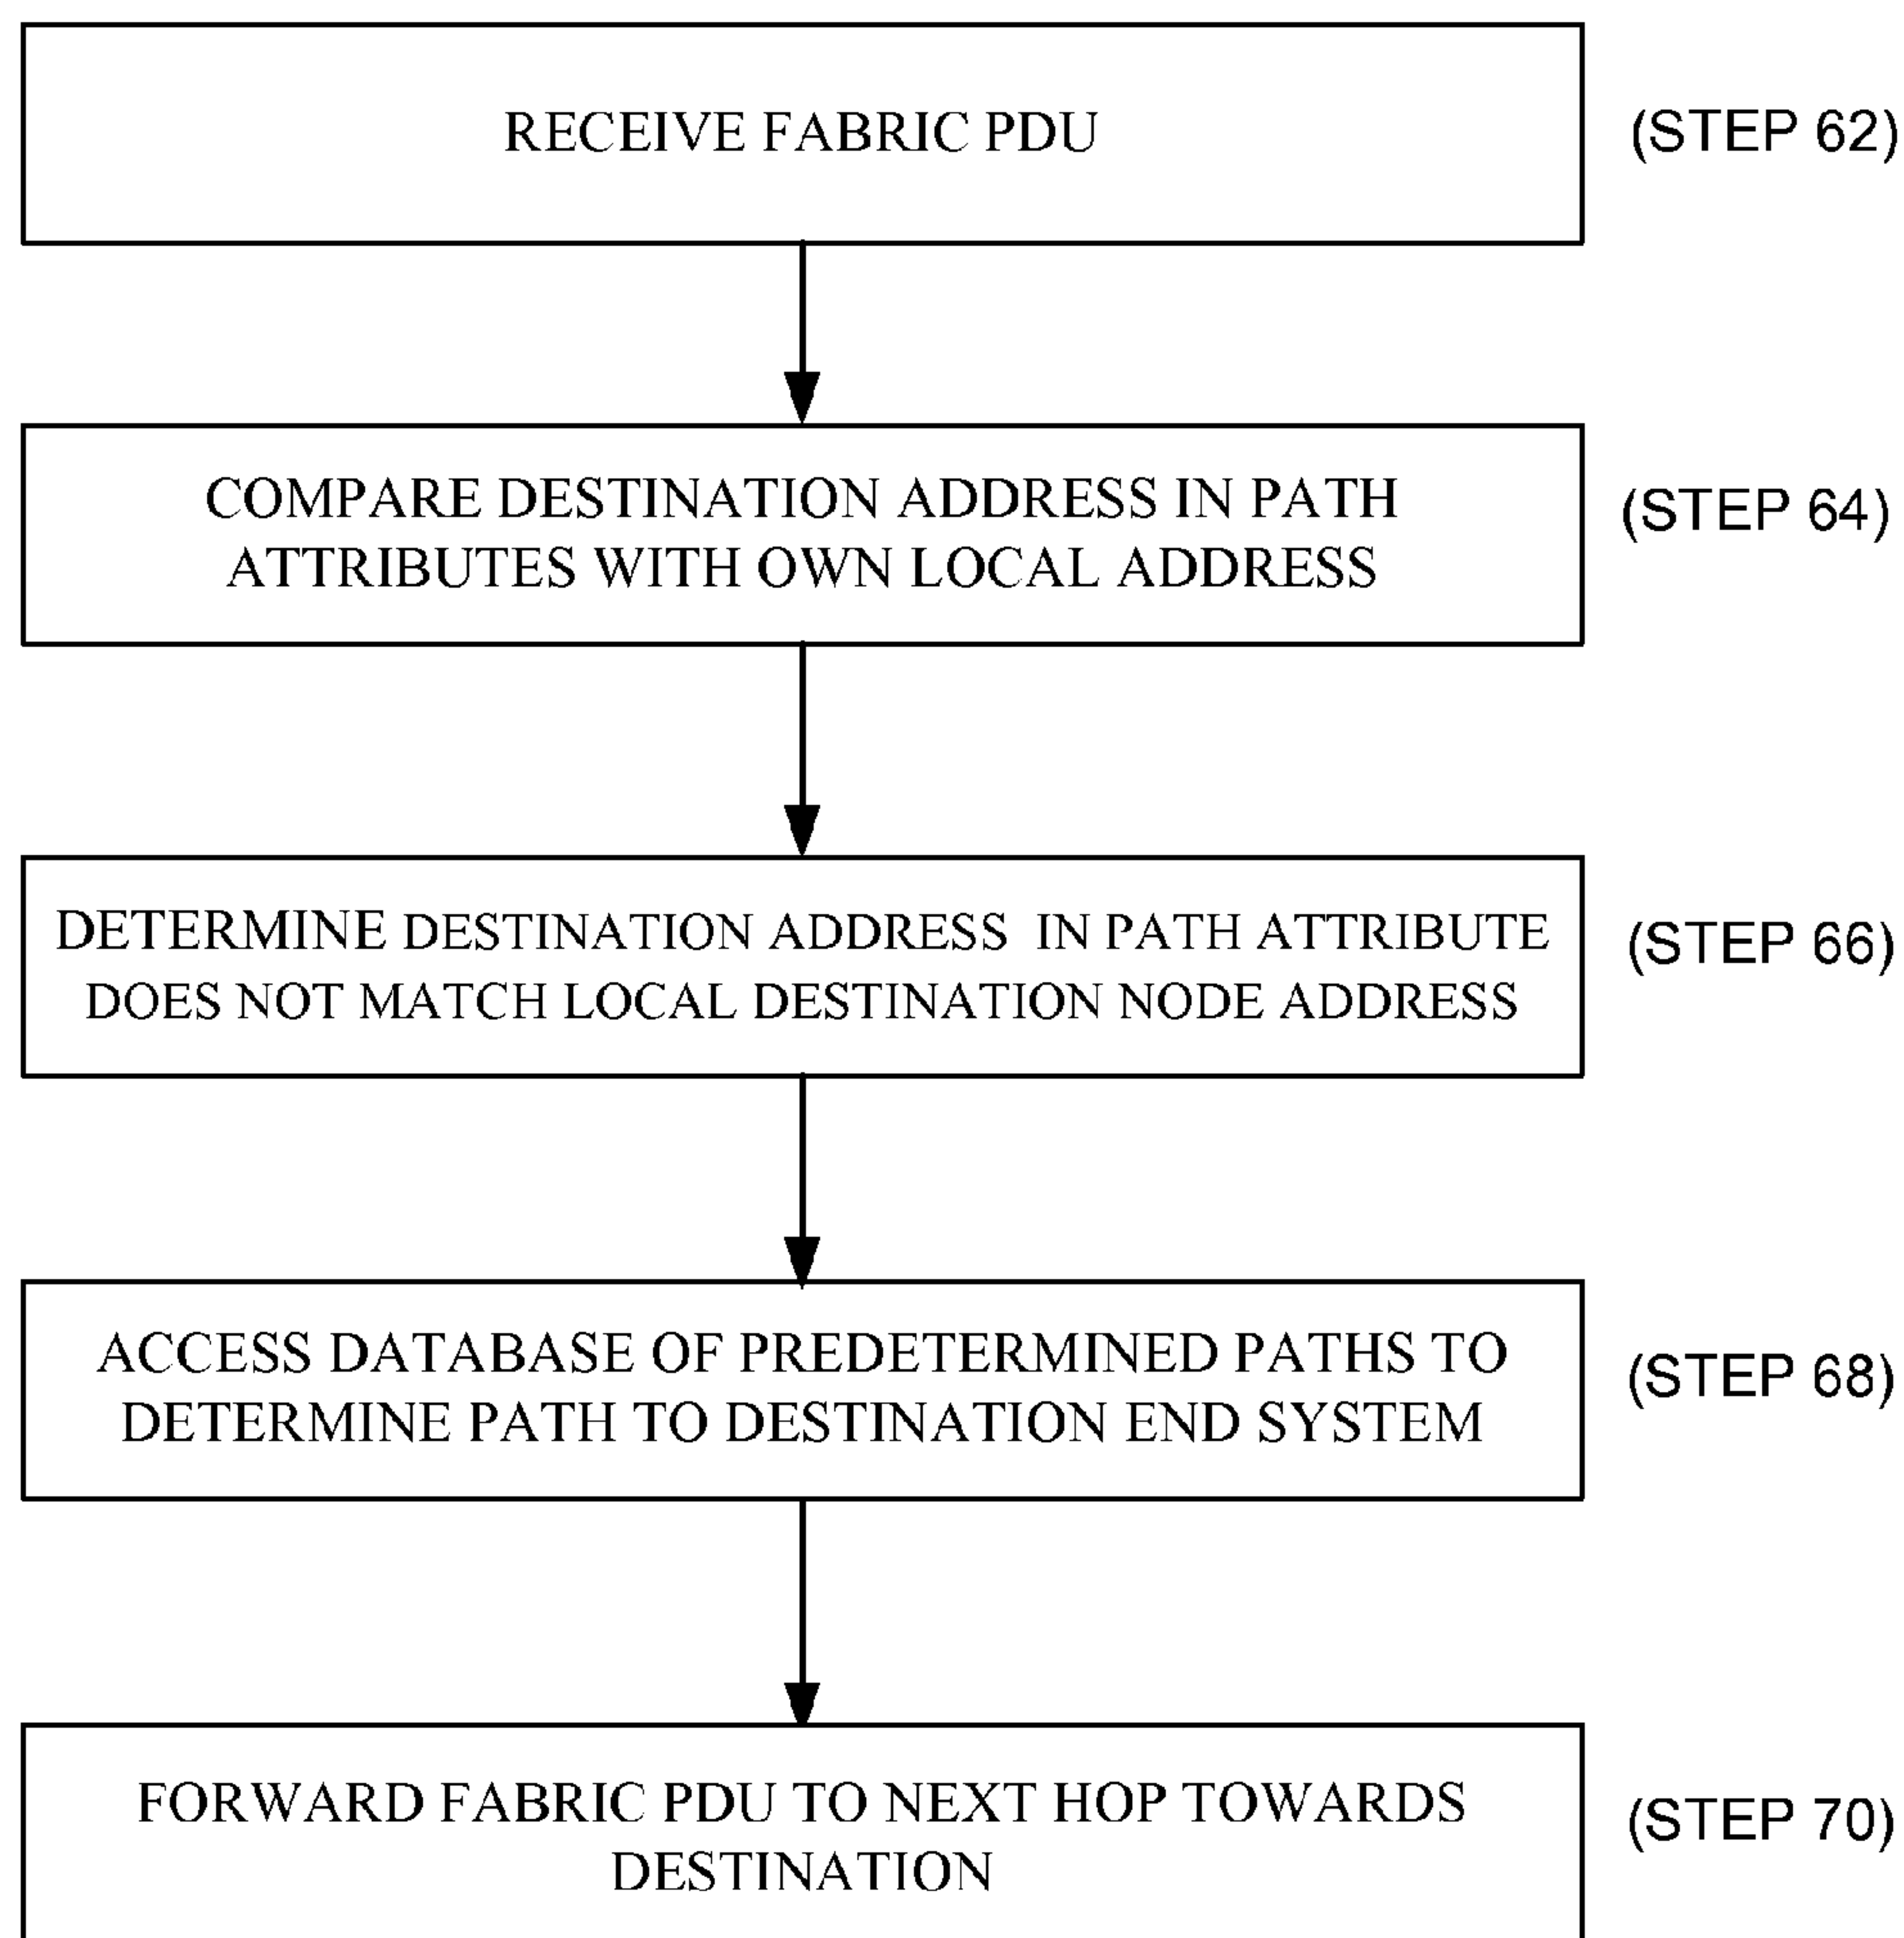 RECEIVE FABRIC PDU
(STEP 62)
COMPARE DESTINATION ADDRESS IN PATH
ATTRIBUTES WITH OWN LOCAL ADDRESS
(STEP 64)
DETERMINE DESTINATION ADDRESS IN PATH ATTRIBUTE
DOES NOT MATCH LOCAL DESTINATION NODE ADDRESS
(STEP 66)
ACCESS DATABASE OF PREDETERMINED PATHS TO
DETERMINE PATH TO DESTINATION END SYSTEM
(STEP 68)
FORWARD FABRIC PDU TO NEXT HOP TOWARDS
DESTINATION
(STEP 70)